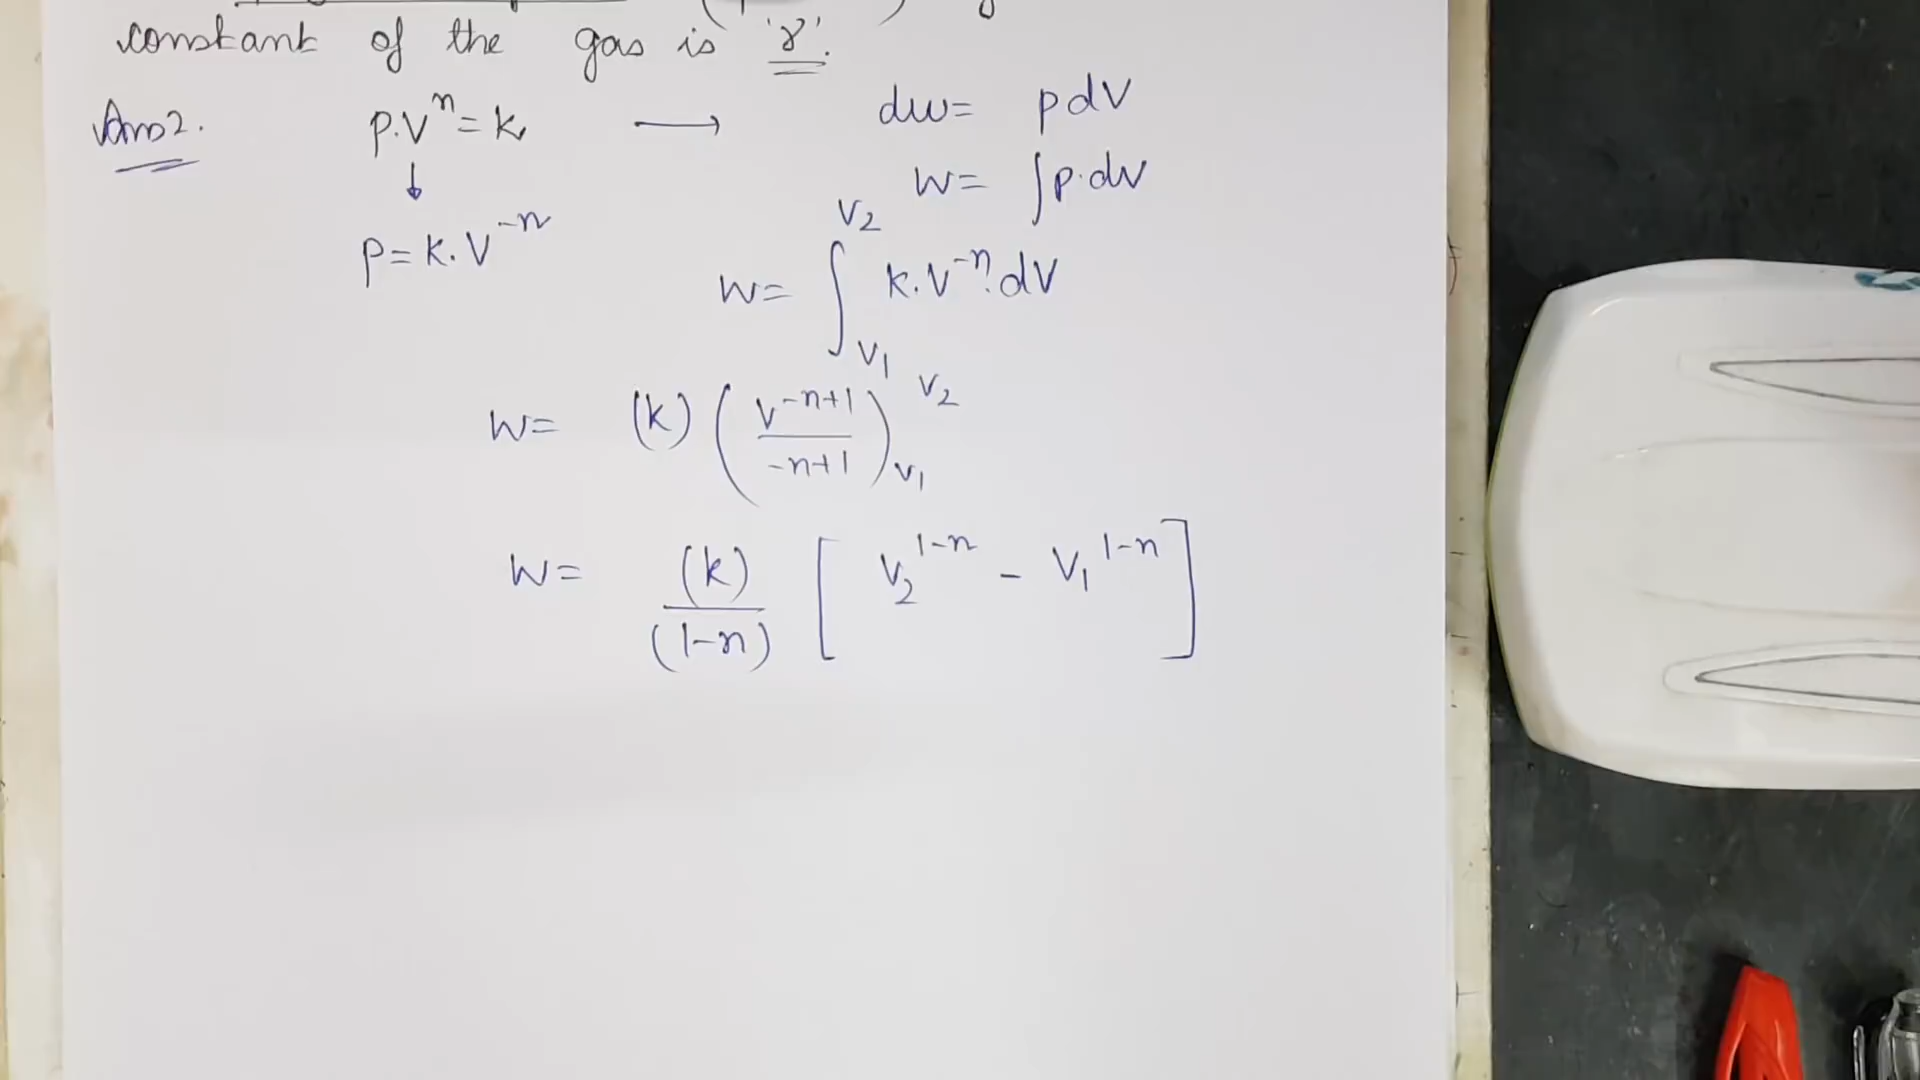 constant of the gas is 'γ'.
Ans2. p.Vⁿ = k → dw = pdV
↓ w = ∫p.dv
p = k.V⁻ⁿ
w = ∫_{V1}^{V2} k.V⁻ⁿ.dV
w = (k) (V^{-n+1} / -n+1)_{V1}^{V2}
w = (k)/(1-n) [V₂^{1-n} - V₁^{1-n}]